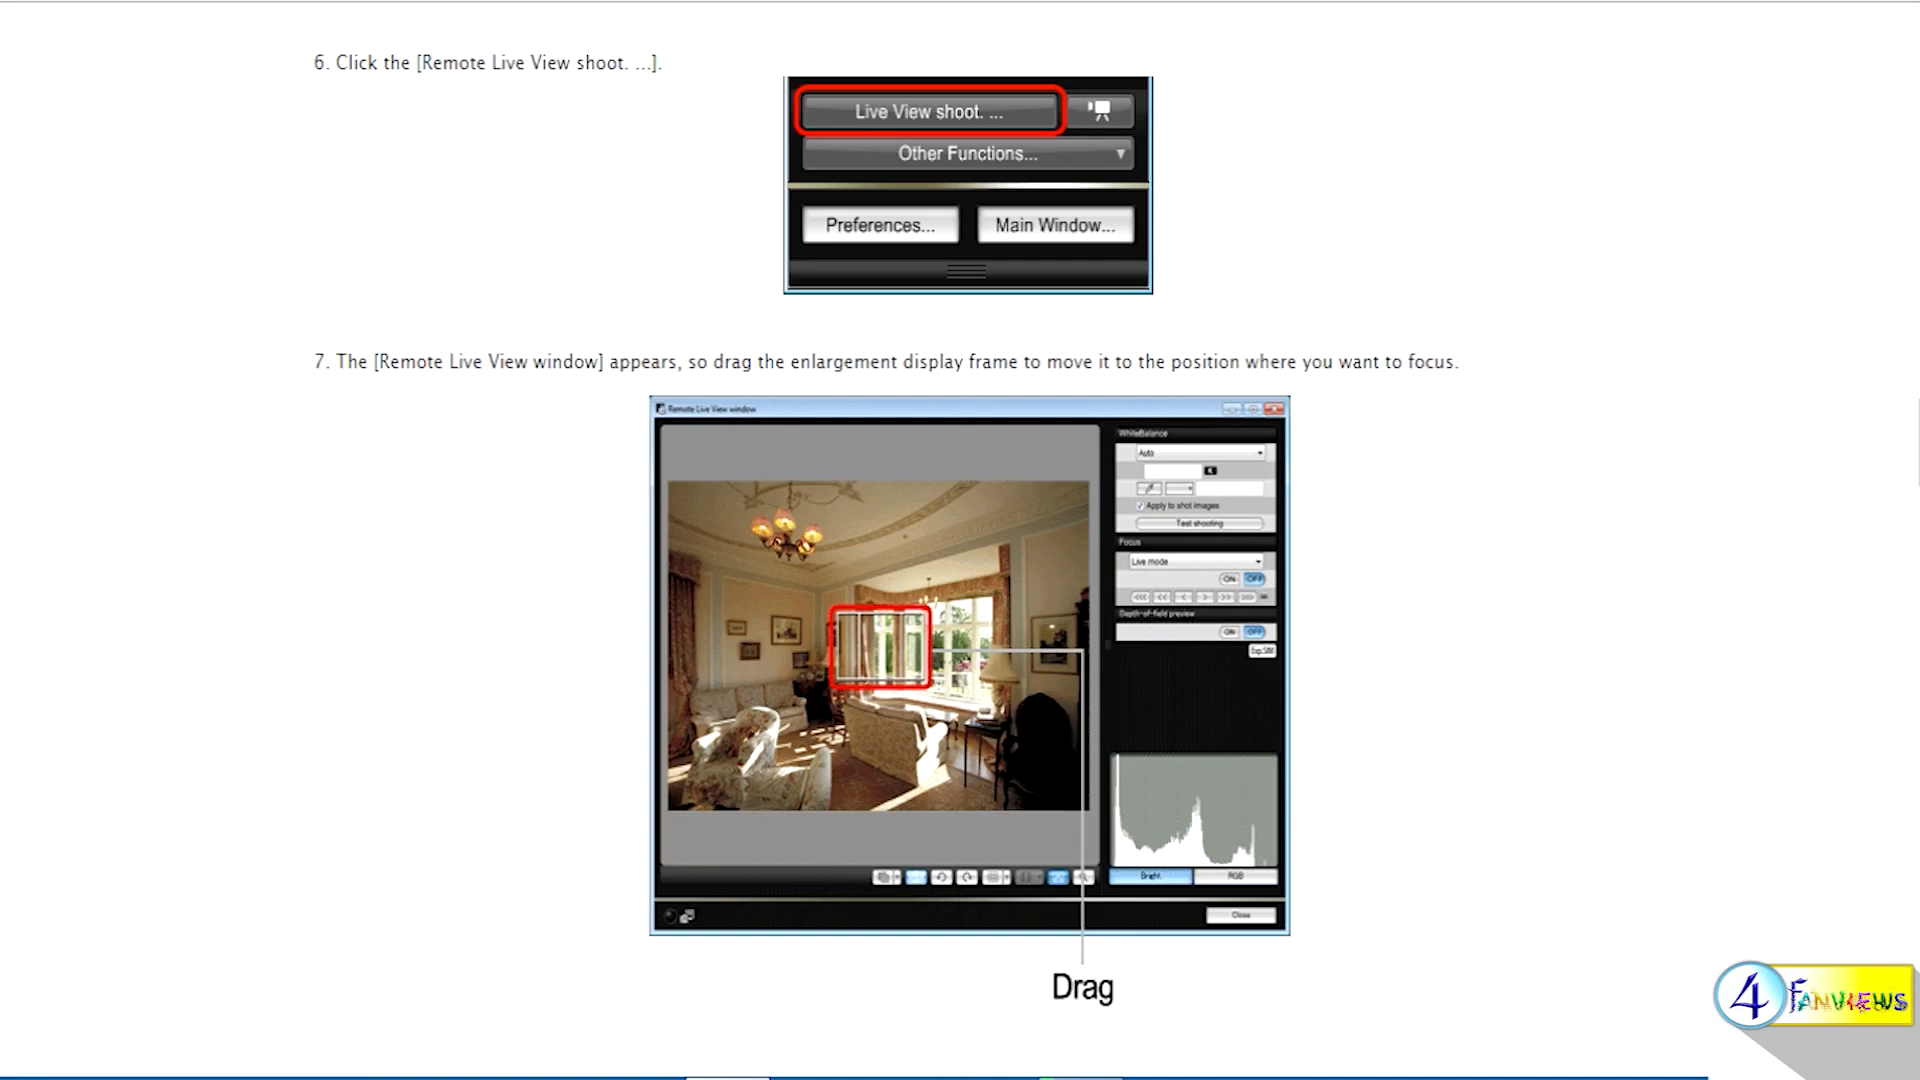 6. Click the [Remote Live View shoot. ...].
Live View shoot. ...
Other Functions...
Preferences...
Main Window...
7. The [Remote Live View window] appears, so drag the enlargement display frame to move it to the position where you want to focus.
Remote Live View window
WhiteBalance
Auto
Apply to shot images
Test shooting
Focus
Live mode
ON OFF
Depth-of-field preview
ON OFF
Exp.SIM
Bright
RGB
Close
Drag
4 FANVIEWS